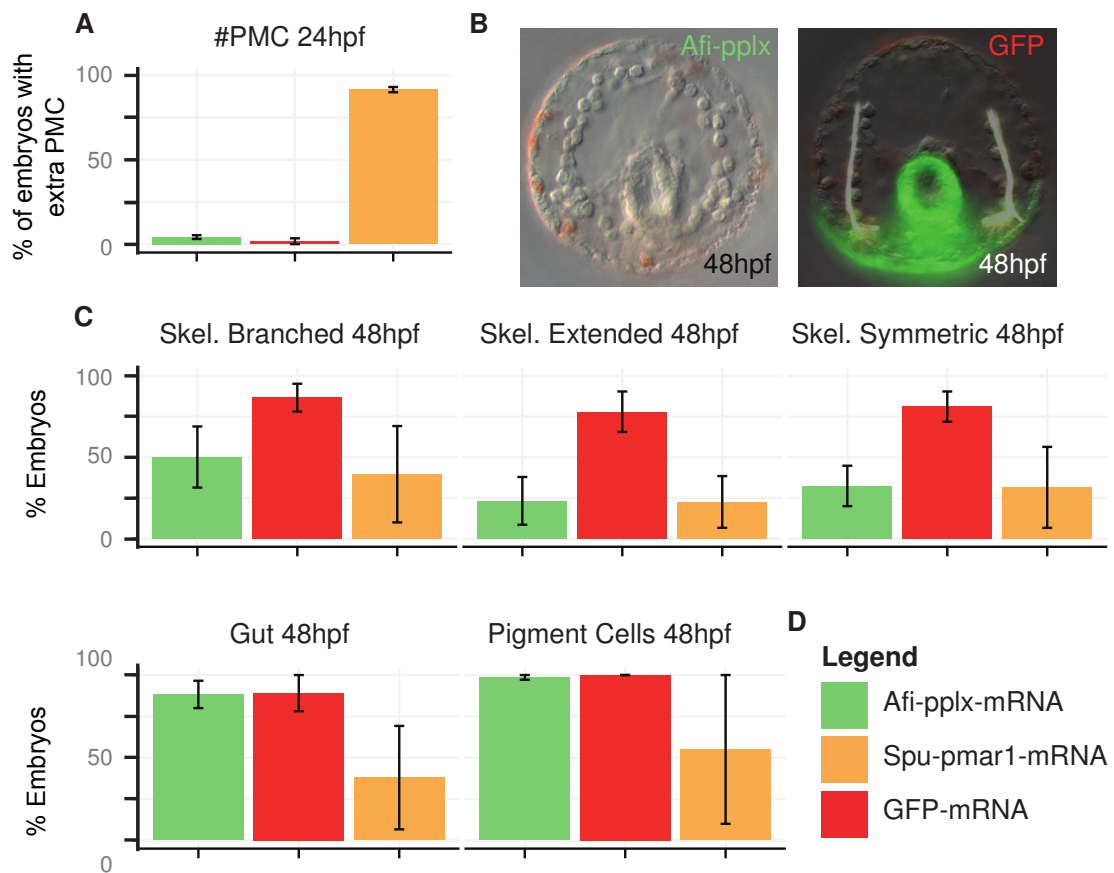 A
#PMC 24hpf
% of embryos with
extra PMC
100
50
0
B
Afi-pplx
48hpf
GFP
48hpf
C
Skel. Branched 48hpf
Skel. Extended 48hpf
Skel. Symmetric 48hpf
% Embryos
100
50
0
Gut 48hpf
Pigment Cells 48hpf
% Embryos
100
50
0
D
Legend
Afi-pplx-mRNA
Spu-pmar1-mRNA
GFP-mRNA